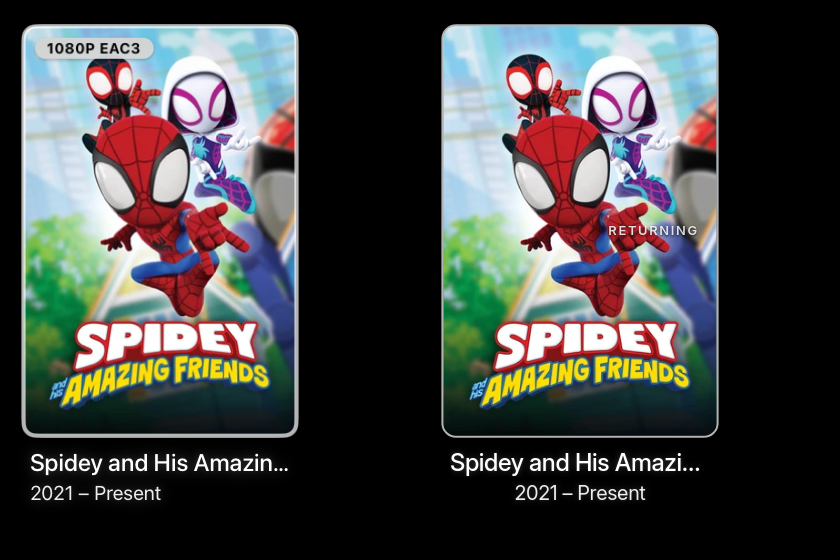 1080P EAC3
SPIDEY
and his AMAZING FRIENDS
Spidey and His Amazin...
2021 – Present
RETURNING
SPIDEY
and his AMAZING FRIENDS
Spidey and His Amazi...
2021 – Present